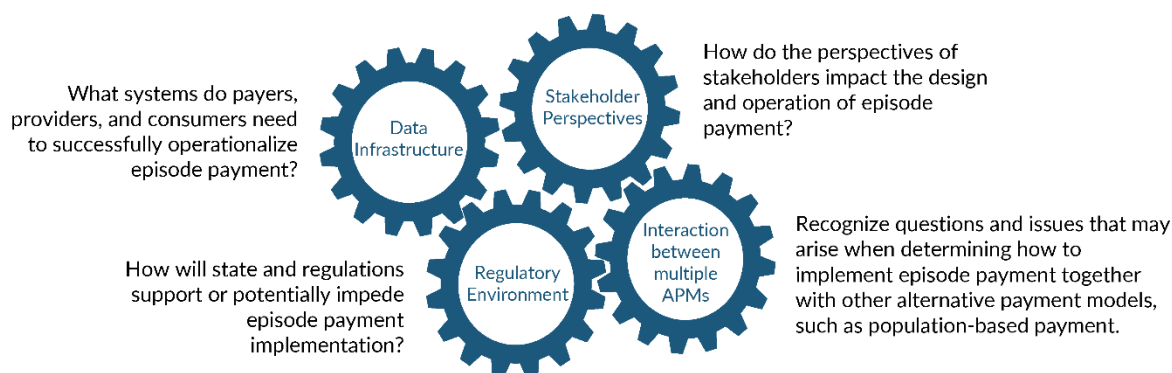 What systems do payers,
providers, and consumers need
to successfully operationalize
episode payment?
Data
Infrastructure
Stakeholder
Perspectives
How do the perspectives of
stakeholders impact the design
and operation of episode
payment?
How will state and regulations
support or potentially impede
episode payment
implementation?
Regulatory
Environment
Interaction
between
multiple
APMs
Recognize questions and issues that may
arise when determining how to
implement episode payment together
with other alternative payment models,
such as population-based payment.